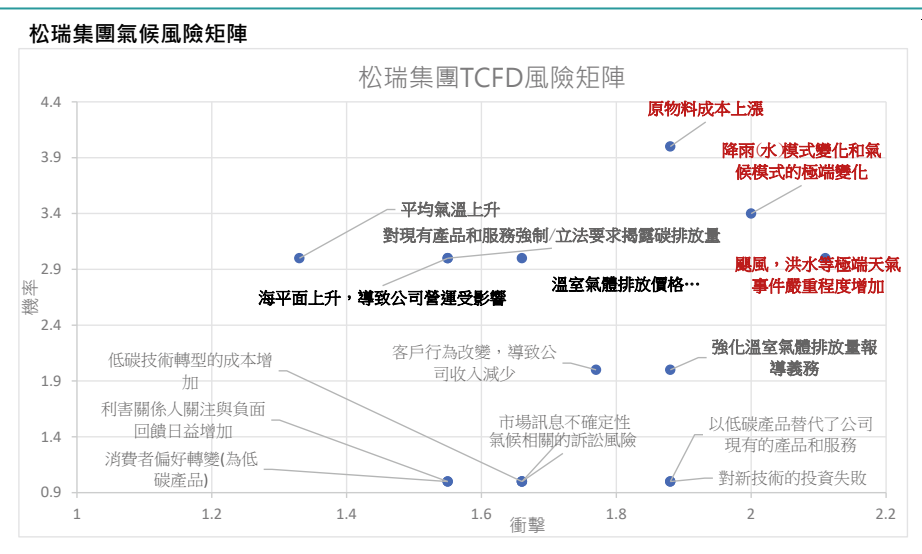 松瑞集團氣候風險矩陣
松瑞集團TCFD風險矩陣
4.4
3.9
3.4
2.9
2.4
1.9
1.4
0.9
機率
原物料成本上漲
降雨(水)模式變化和氣
候模式的極端變化
平均氣溫上升
對現有產品和服務強制/立法要求揭露碳排放量
颶風，洪水等極端天氣
事件嚴重程度增加
海平面上升，導致公司營運受影響
溫室氣體排放價格…
強化溫室氣體排放量報
導義務
客戶行為改變，導致公
司收入減少
低碳技術轉型的成本增
加
利害關係人關注與負面
回饋日益增加
消費者偏好轉變(為低
碳產品)
市場訊息不確定性
氣候相關的訴訟風險
以低碳產品替代了公司
現有的產品和服務
對新技術的投資失敗
1
1.2
1.4
1.6
1.8
2
2.2
衝擊